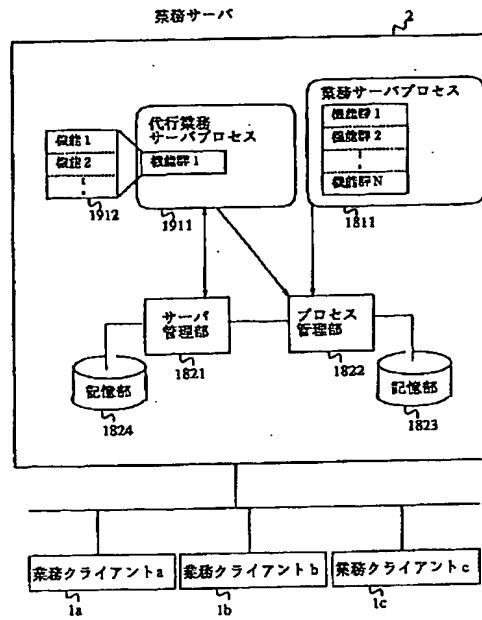 業務サーバ
2
業務サーバプロセス
機能群1
機能群2
機能群N
1811
代行業務
サーバプロセス
機能群1
1911
機能1
機能2
1912
サーバ
管理部
1821
プロセス
管理部
1822
記憶部
1824
記憶部
1823
業務クライアントa
業務クライアントb
業務クライアントc
1a
1b
1c